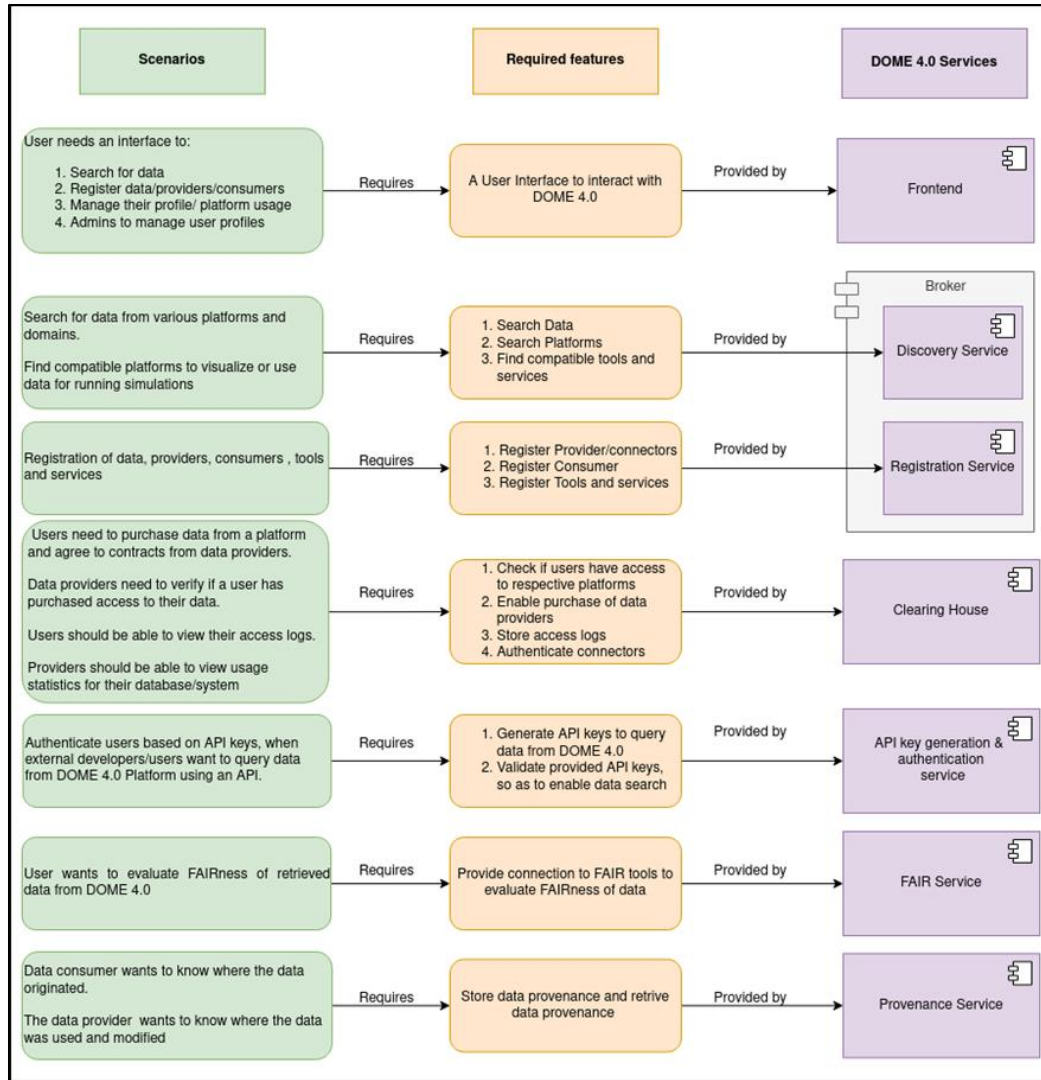 Scenarios
Required features
DOME 4.0 Services
User needs an interface to:
1. Search for data
2. Register data/providers/consumers
3. Manage their profile/ platform usage
4. Admins to manage user profiles
Requires
A User Interface to interact with
DOME 4.0
Provided by
Frontend
Broker
Search for data from various platforms and
domains.
Find compatible platforms to visualize or use
data for running simulations
Requires
1. Search Data
2. Search Platforms
3. Find compatible tools and
services
Provided by
Discovery Service
Registration of data, providers, consumers , tools
and services
Requires
1. Register Provider/connectors
2. Register Consumer
3. Register Tools and services
Provided by
Registration Service
Users need to purchase data from a platform
and agree to contracts from data providers.
Data providers need to verify if a user has
purchased access to their data.
Users should be able to view their access logs.
Providers should be able to view usage
statistics for their database/system
Requires
1. Check if users have access
to respective platforms
2. Enable purchase of data
providers
3. Store access logs
4. Authenticate connectors
Provided by
Clearing House
Authenticate users based on API keys, when
external developers/users want to query data
from DOME 4.0 Platform using an API.
Requires
1. Generate API keys to query
data from DOME 4.0
2. Validate provided API keys,
so as to enable data search
Provided by
API key generation &
authentication
service
User wants to evaluate FAIRness of retrieved
data from DOME 4.0
Requires
Provide connection to FAIR tools to
evaluate FAIRness of data
Provided by
FAIR Service
Data consumer wants to know where the data
originated.
The data provider wants to know where the data
was used and modified
Requires
Store data provenance and retrive
data provenance
Provided by
Provenance Service